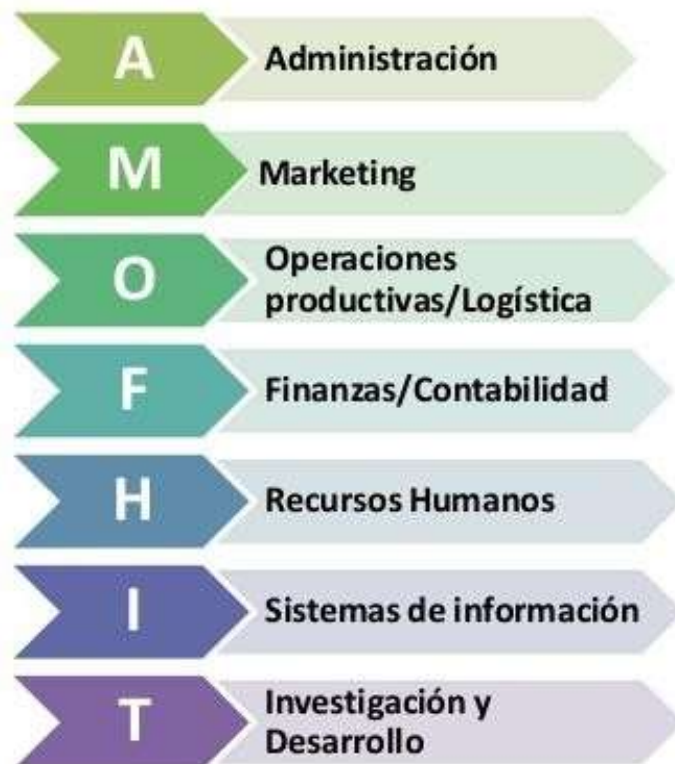 A Administración
M Marketing
O Operaciones
productivas/Logística
F Finanzas/Contabilidad
H Recursos Humanos
I Sistemas de información
T Investigación y
Desarrollo